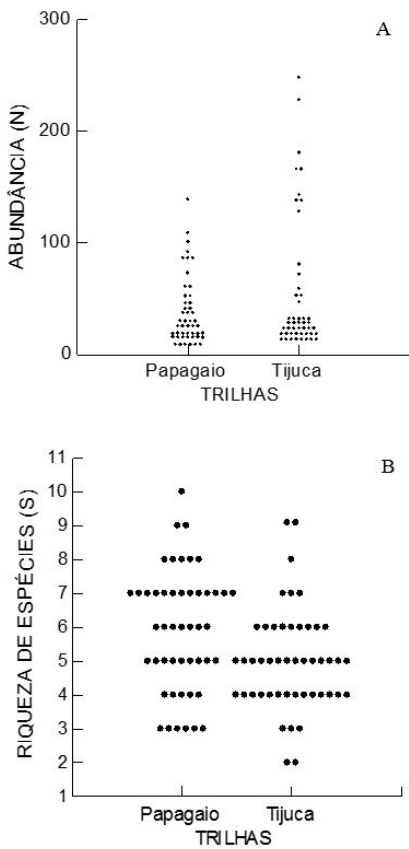 A
300
200
100
0
ABUNDÂNCIA (N)
Papagaio Tijuca
TRILHAS
B
11
10
9
8
7
6
5
4
3
2
1
RIQUEZA DE ESPÉCIES (S)
Papagaio Tijuca
TRILHAS